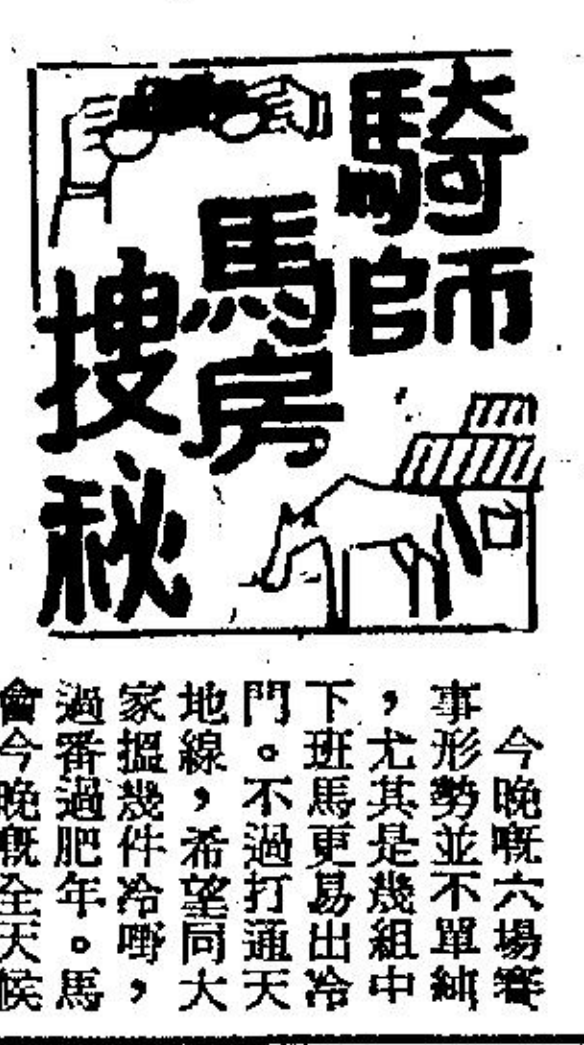 騎師
馬房
搜秘
今晚嘅六場賽
事形勢並不單純
，尤其是幾組中
下班馬更易出冷
門。不過打通天
地線，希望同大
家搵幾件冷嘢，
過番過肥年。馬
會今晚嘅全天候